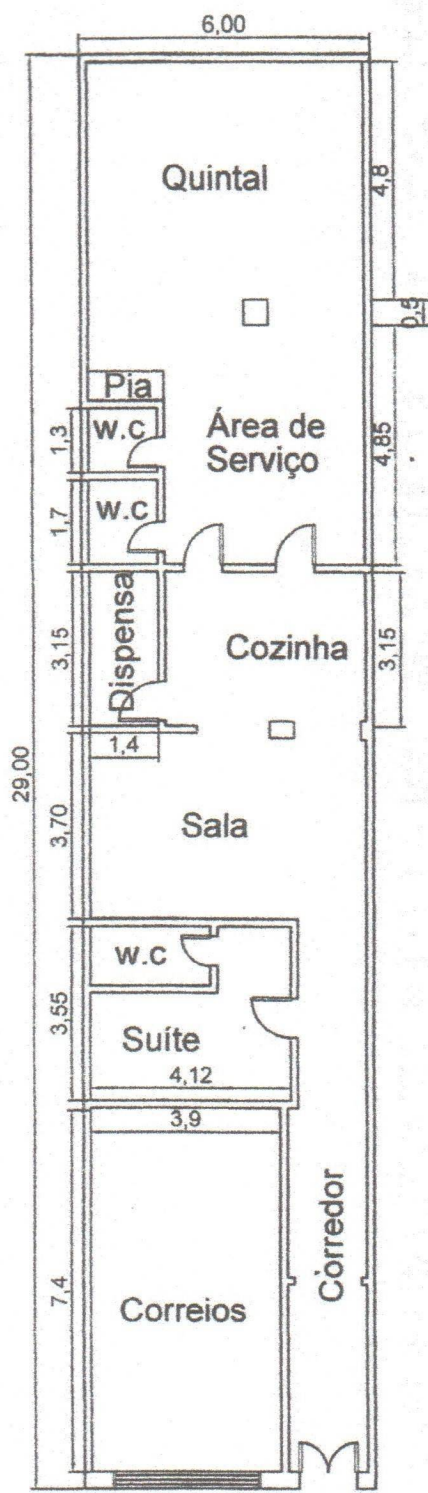 6,00
Quintal
4,8
0,5
Pia
W.C
1,3
Área de
Serviço
4,85
W.C
1,7
Dispensa
Cozinha
3,15
3,15
1,4
29,00
Sala
3,70
W.C
3,55
Suíte
4,12
3,9
Corredor
7,4
Correios